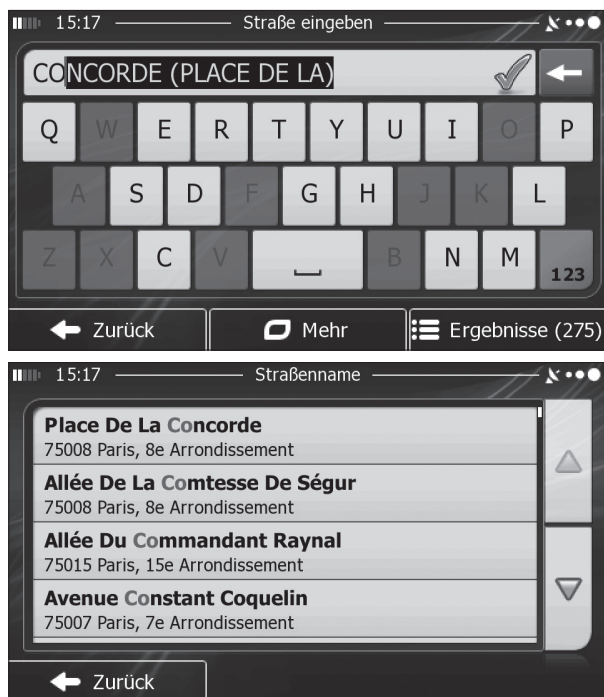 15:17 Straße eingeben
CONCORDE (PLACE DE LA)
Q W E R T Y U I O P
A S D F G H J K L
Z X C V B N M 123
Zurück Mehr Ergebnisse (275)
15:17 Straßenname
Place De La Concorde
75008 Paris, 8e Arrondissement
Allée De La Comtesse De Ségur
75008 Paris, 8e Arrondissement
Allée Du Commandant Raynal
75015 Paris, 15e Arrondissement
Avenue Constant Coquelin
75007 Paris, 7e Arrondissement
Zurück